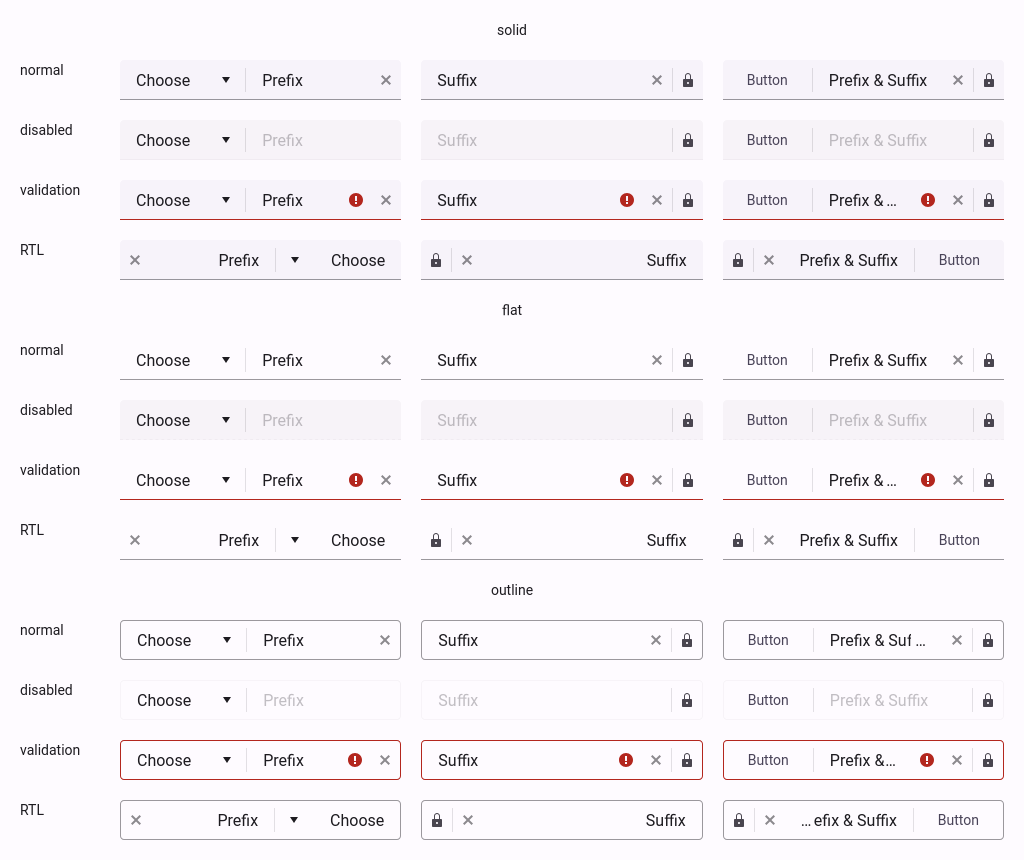 solid
normal Choose Prefix Suffix Button Prefix & Suffix
disabled Choose Prefix Suffix Button Prefix & Suffix
validation Choose Prefix Suffix Button Prefix & ...
RTL Prefix Choose Suffix Prefix & Suffix Button
flat
normal Choose Prefix Suffix Button Prefix & Suffix
disabled Choose Prefix Suffix Button Prefix & Suffix
validation Choose Prefix Suffix Button Prefix & ...
RTL Prefix Choose Suffix Prefix & Suffix Button
outline
normal Choose Prefix Suffix Button Prefix & Suf ...
disabled Choose Prefix Suffix Button Prefix & Suffix
validation Choose Prefix Suffix Button Prefix &...
RTL Prefix Choose Suffix ... efix & Suffix Button